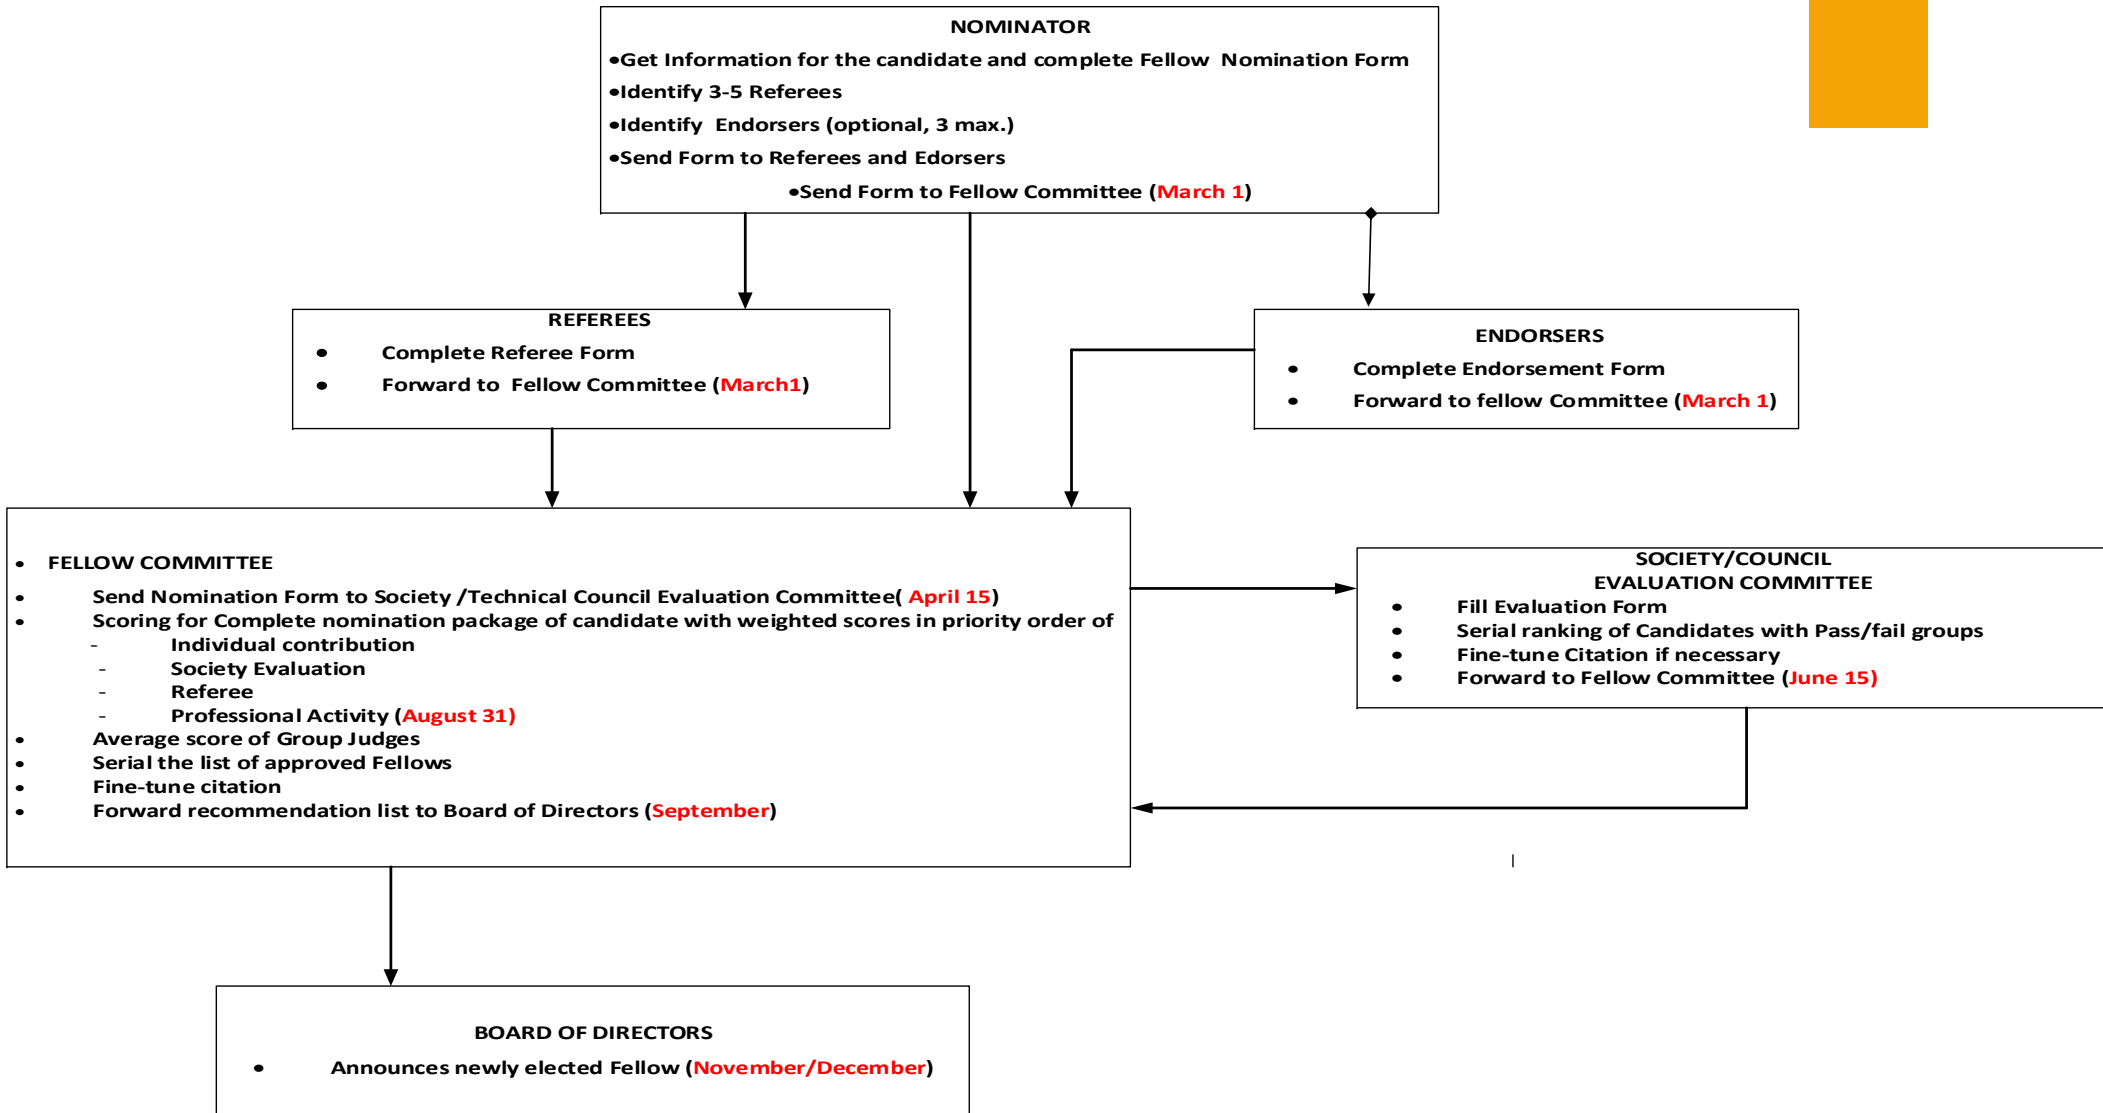 NOMINATOR
•Get Information for the candidate and complete Fellow Nomination Form
•Identify 3-5 Referees
•Identify Endorsers (optional, 3 max.)
•Send Form to Referees and Edorsers
•Send Form to Fellow Committee (March 1)
REFEREES
• Complete Referee Form
• Forward to Fellow Committee (March1)
ENDORSERS
• Complete Endorsement Form
• Forward to fellow Committee (March 1)
• FELLOW COMMITTEE
• Send Nomination Form to Society /Technical Council Evaluation Committee( April 15)
• Scoring for Complete nomination package of candidate with weighted scores in priority order of
- Individual contribution
- Society Evaluation
- Referee
- Professional Activity (August 31)
• Average score of Group Judges
• Serial the list of approved Fellows
• Fine-tune citation
• Forward recommendation list to Board of Directors (September)
SOCIETY/COUNCIL
EVALUATION COMMITTEE
• Fill Evaluation Form
• Serial ranking of Candidates with Pass/fail groups
• Fine-tune Citation if necessary
• Forward to Fellow Committee (June 15)
BOARD OF DIRECTORS
• Announces newly elected Fellow (November/December)